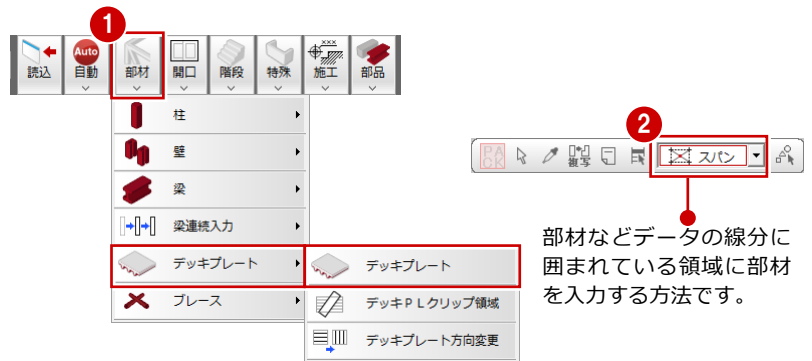 1
Auto
×××
読込
自動
部材
開口
階段
特殊
施工
部品
柱
壁
梁
梁連続入力
デッキプレート
デッキプレート
ブレース
デッキＰＬクリップ領域
デッキプレート方向変更
2
PACK
複写
スパン
部材などデータの線分に
囲まれている領域に部材
を入力する方法です。